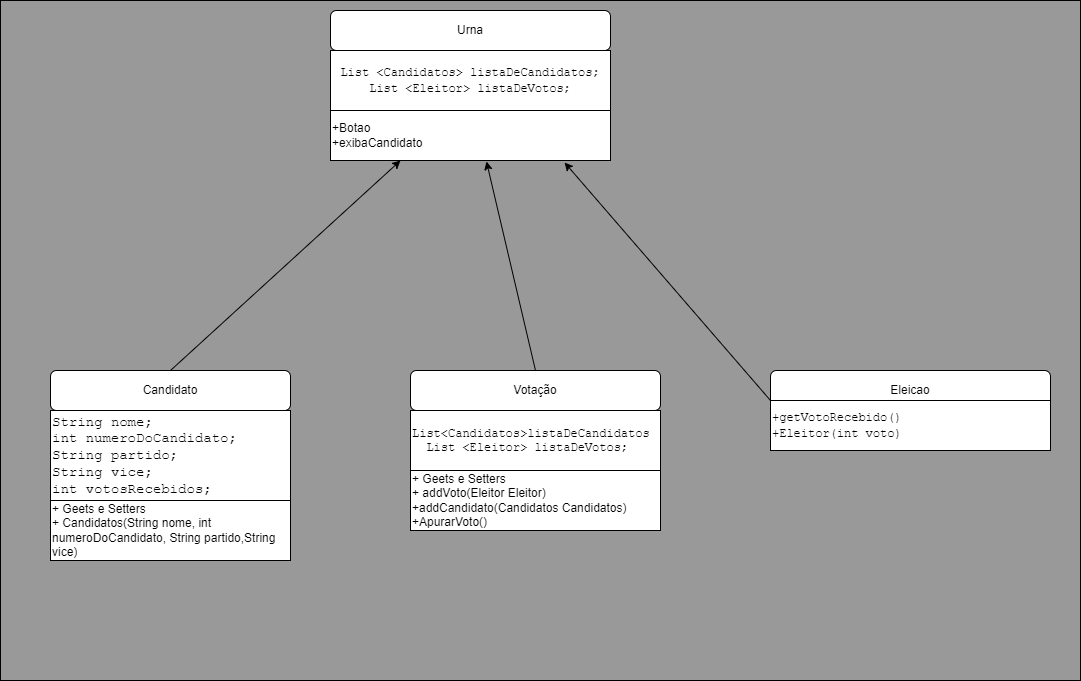 Urna
List <Candidatos> listaDeCandidatos;
List <Eleitor> listaDeVotos;
+Botao
+exibaCandidato
Candidato
String nome;
int numeroDoCandidato;
String partido;
String vice;
int votosRecebidos;
+ Geets e Setters
+ Candidatos(String nome, int
numeroDoCandidato, String partido,String
vice)
Votação
List<Candidatos>listaDeCandidatos
List <Eleitor> listaDeVotos;
+ Geets e Setters
+ addVoto(Eleitor Eleitor)
+addCandidato(Candidatos Candidatos)
+ApurarVoto()
Eleicao
+getVotoRecebido()
+Eleitor(int voto)